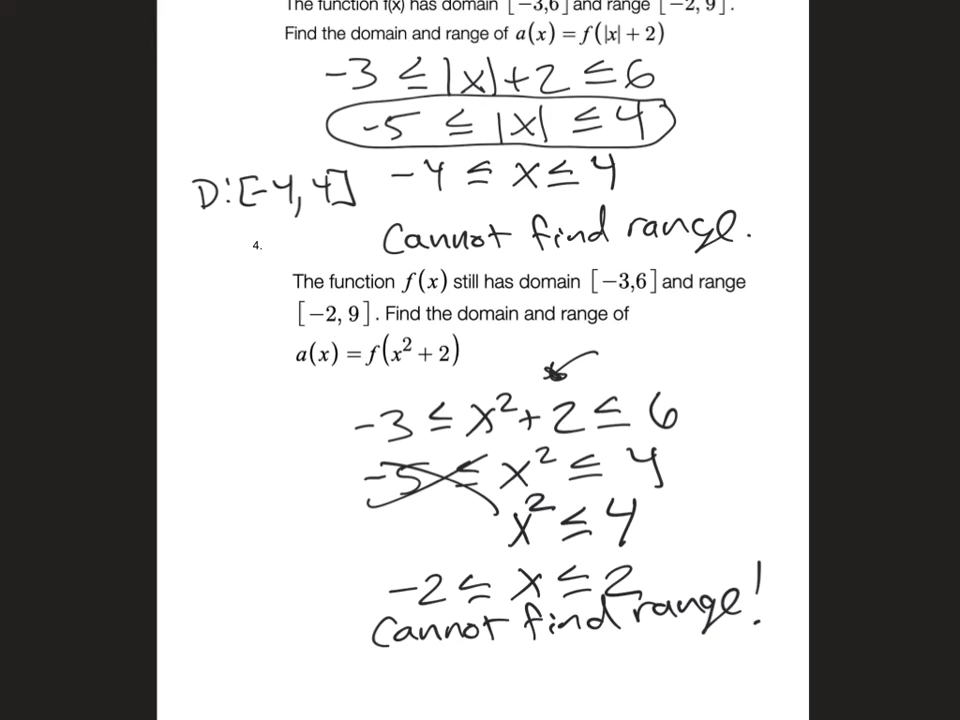 The function f(x) has domain [−3,6] and range [−2, 9].
Find the domain and range of a(x) = f(|x| + 2)
-3 ≤ |x|+2 ≤ 6
-5 ≤ |x| ≤ 4
-4 ≤ x ≤ 4
D:[-4,4]
Cannot find range.
4.
The function f(x) still has domain [−3,6] and range
[−2, 9]. Find the domain and range of
a(x) = f(x² + 2)
-3 ≤ x²+2 ≤ 6
-5 ≤ x² ≤ 4
x² ≤ 4
-2 ≤ x ≤ 2
Cannot find range!